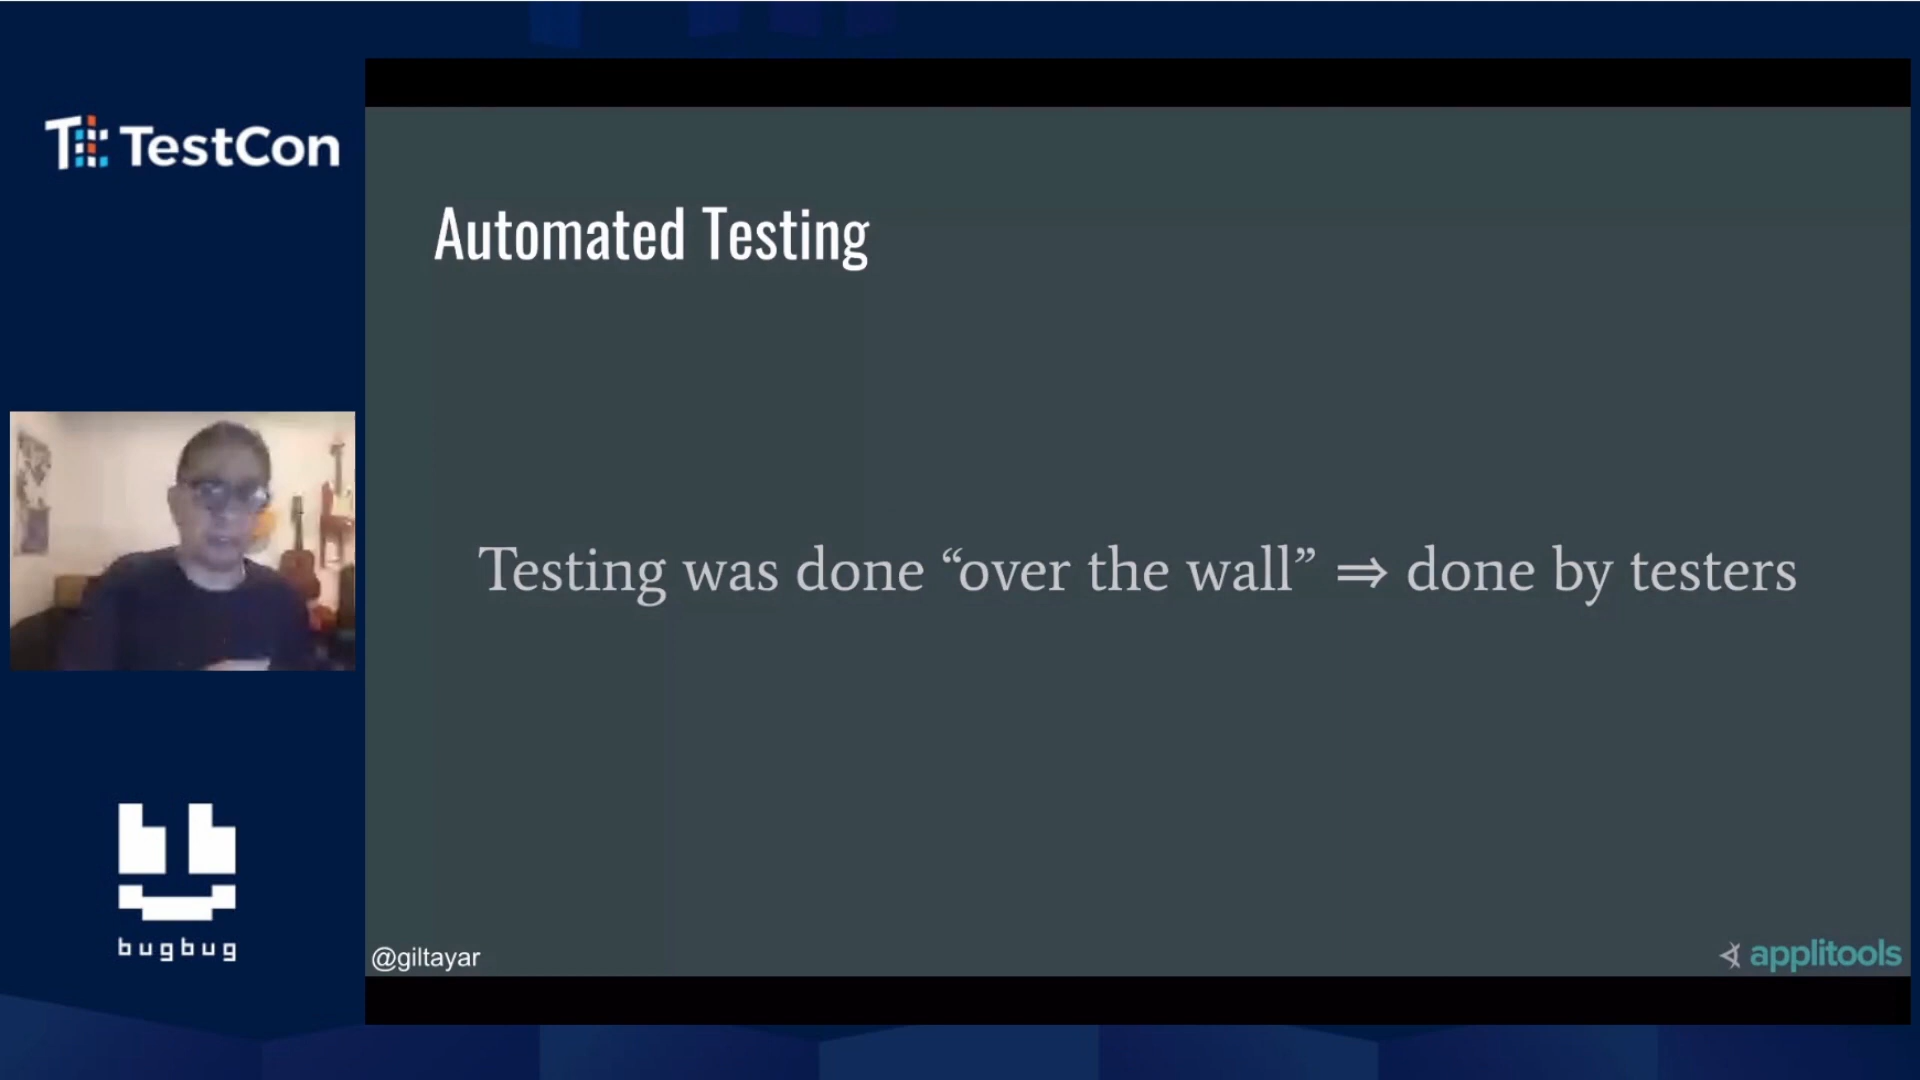 TestCon
Automated Testing
Testing was done “over the wall” ⇒ done by testers
bugbug
@giltayar
applitools